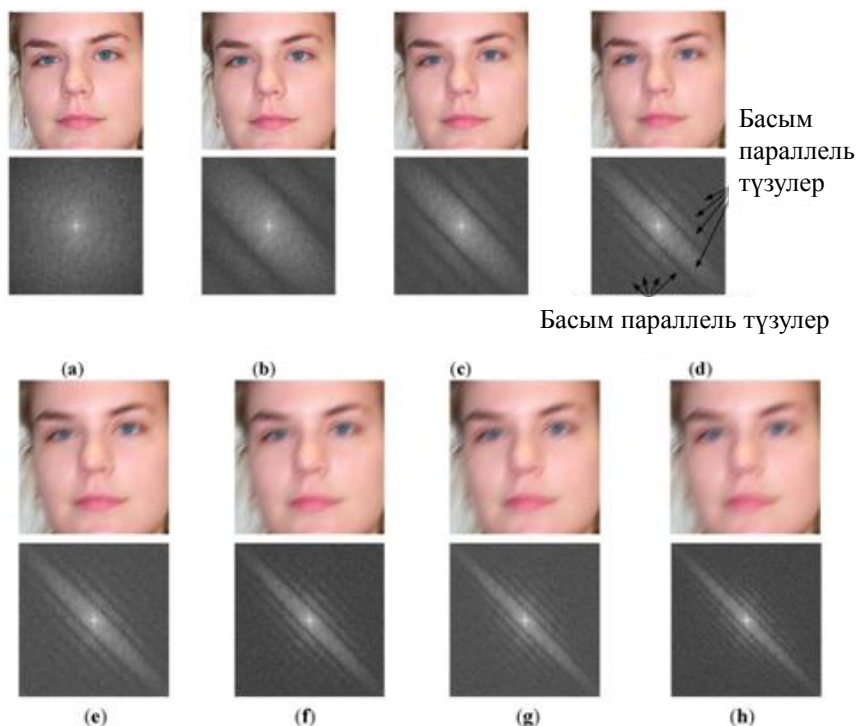 Басым
параллель
түзулер
Басым параллель түзулер
(a) (b) (c) (d)
(e) (f) (g) (h)